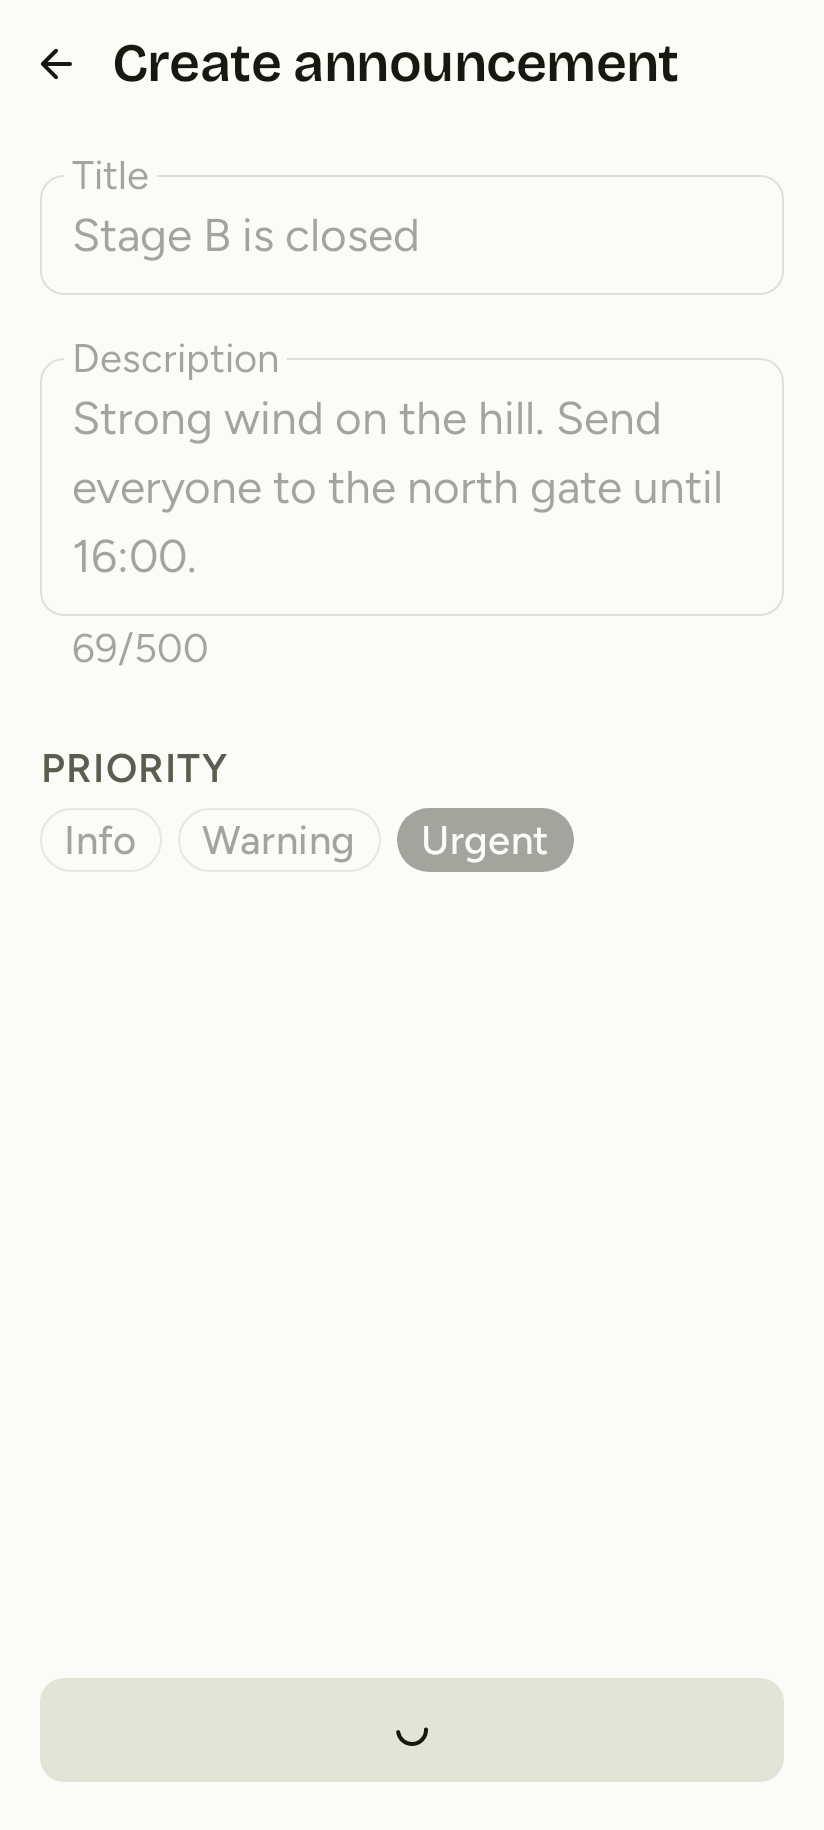 Create announcement
Title
Stage B is closed
Description
Strong wind on the hill. Send
everyone to the north gate until
16:00.
69/500
PRIORITY
Info Warning Urgent